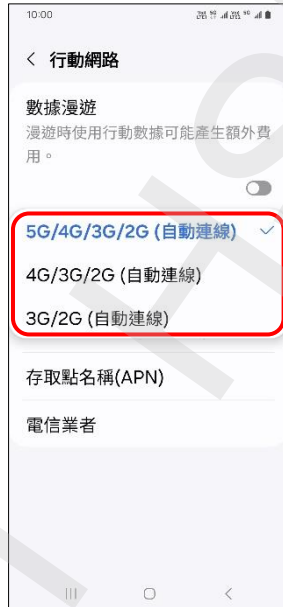 10:00
行動網路
數據漫遊
漫遊時使用行動數據可能產生額外費
用。
5G/4G/3G/2G (自動連線)
4G/3G/2G (自動連線)
3G/2G (自動連線)
存取點名稱(APN)
電信業者